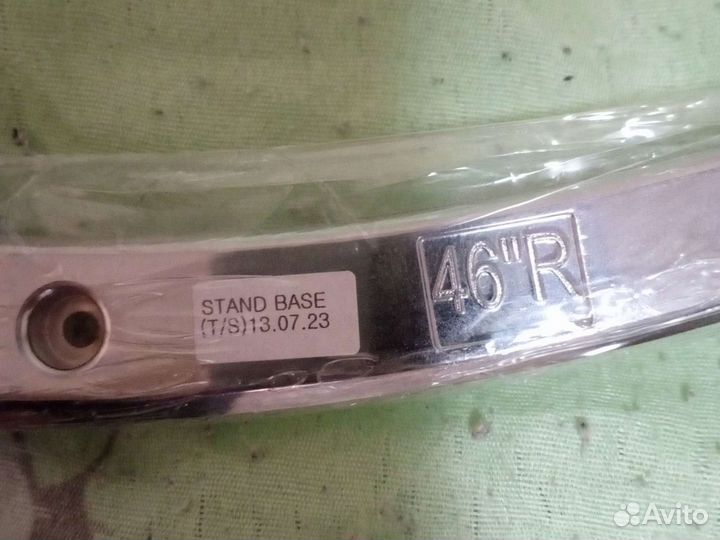 STAND BASE
(T/S)13.07.23
46"R
Avito